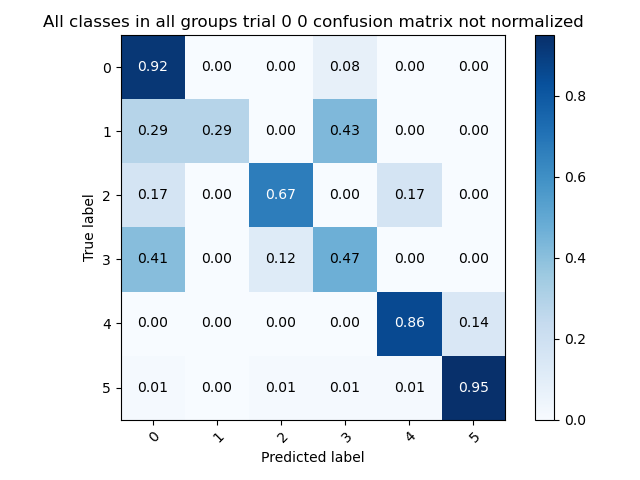 All classes in all groups trial 0 0 confusion matrix not normalized
0 0.92 0.00 0.00 0.08 0.00 0.00
1 0.29 0.29 0.00 0.43 0.00 0.00
2 0.17 0.00 0.67 0.00 0.17 0.00
3 0.41 0.00 0.12 0.47 0.00 0.00
4 0.00 0.00 0.00 0.00 0.86 0.14
5 0.01 0.00 0.01 0.01 0.01 0.95
0 1 2 3 4 5
True label
Predicted label
0.8
0.6
0.4
0.2
0.0